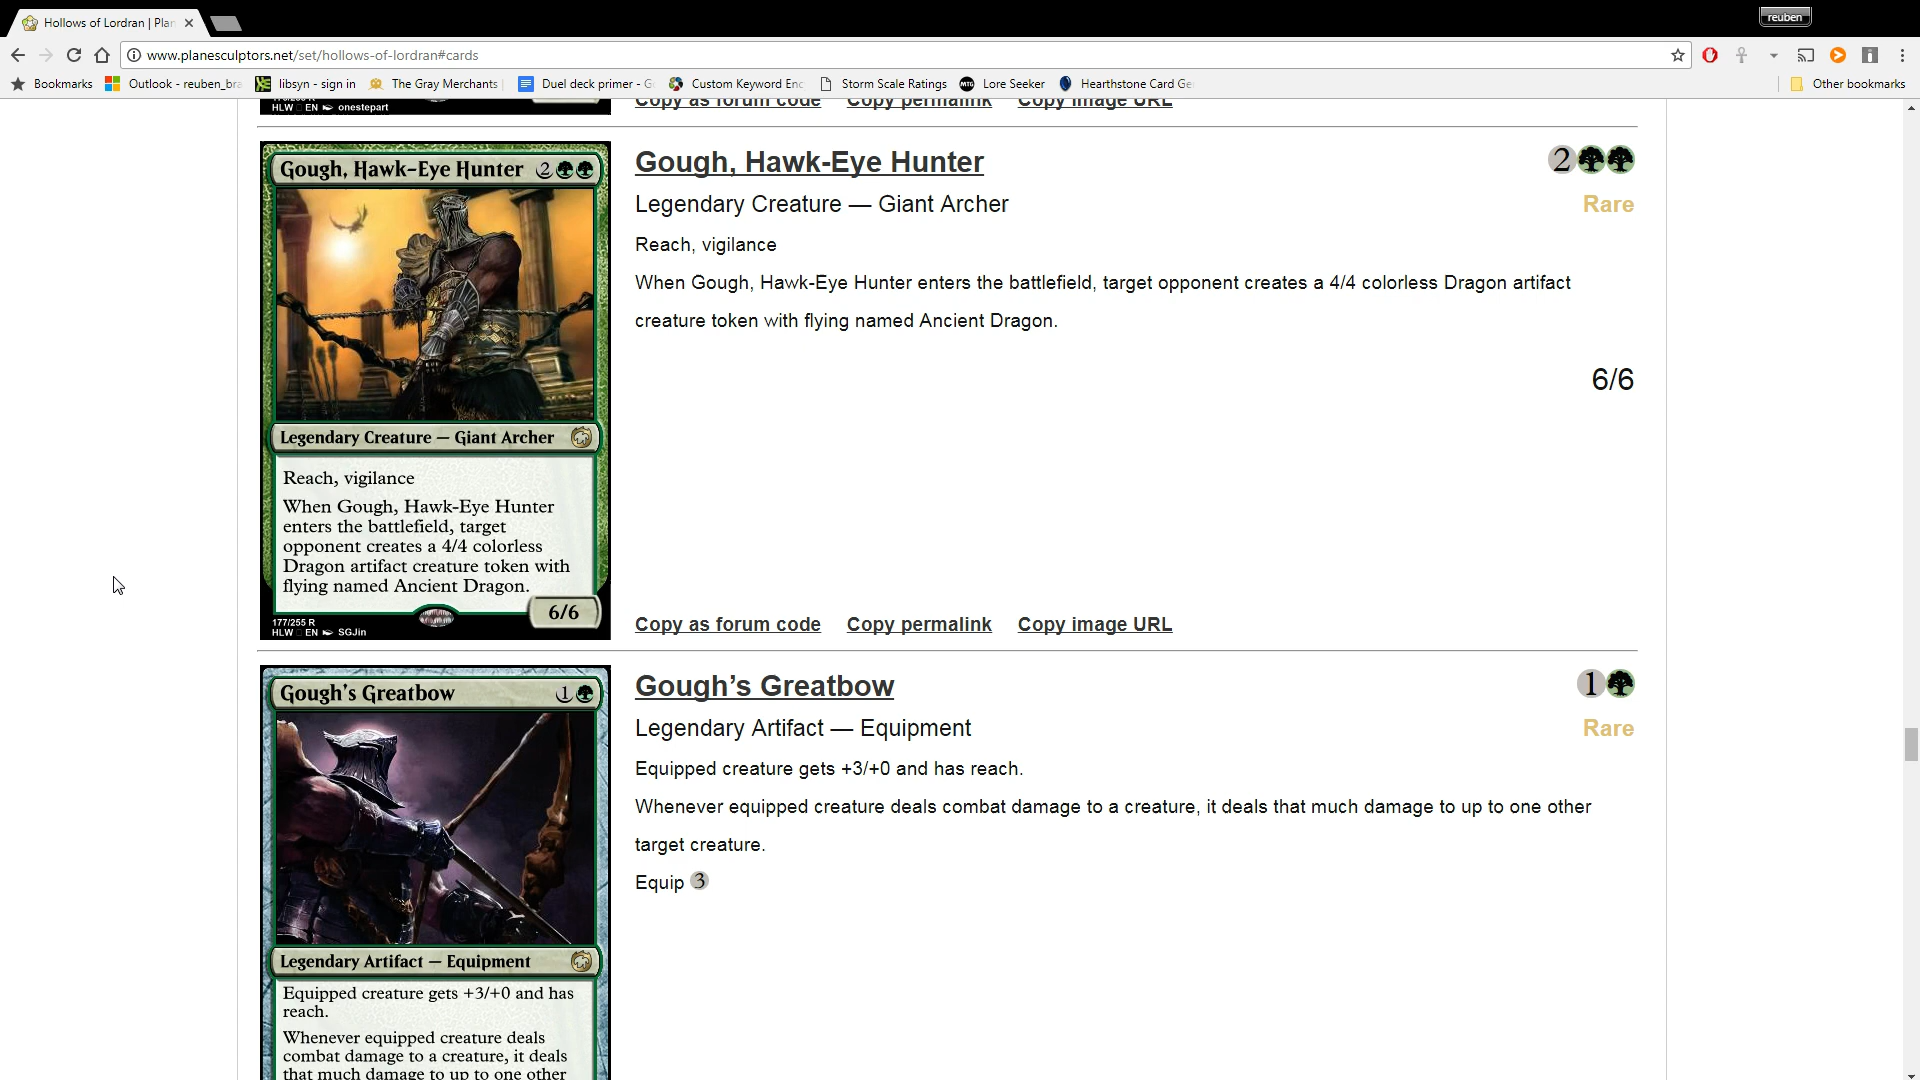 Hollows of Lordran | Plan
reuben
www.planesculptors.net/set/hollows-of-lordran#cards
Bookmarks
Outlook - reuben_bra
libsyn - sign in
The Gray Merchants
Duel deck primer - G
Custom Keyword Enc
Storm Scale Ratings
Lore Seeker
Hearthstone Card Ge
Other bookmarks
HLW EN onestepart
Copy as forum code Copy permalink Copy image URL
Gough, Hawk-Eye Hunter 2
Legendary Creature — Giant Archer
Reach, vigilance
When Gough, Hawk-Eye Hunter
enters the battlefield, target
opponent creates a 4/4 colorless
Dragon artifact creature token with
flying named Ancient Dragon.
6/6
177/255 R
HLW EN SGJin
Gough, Hawk-Eye Hunter 2
Legendary Creature — Giant Archer Rare
Reach, vigilance
When Gough, Hawk-Eye Hunter enters the battlefield, target opponent creates a 4/4 colorless Dragon artifact
creature token with flying named Ancient Dragon.
6/6
Copy as forum code Copy permalink Copy image URL
Gough's Greatbow 1
Legendary Artifact — Equipment
Equipped creature gets +3/+0 and has
reach.
Whenever equipped creature deals
combat damage to a creature, it deals
that much damage to up to one other
Gough’s Greatbow 1
Legendary Artifact — Equipment Rare
Equipped creature gets +3/+0 and has reach.
Whenever equipped creature deals combat damage to a creature, it deals that much damage to up to one other
target creature.
Equip 3